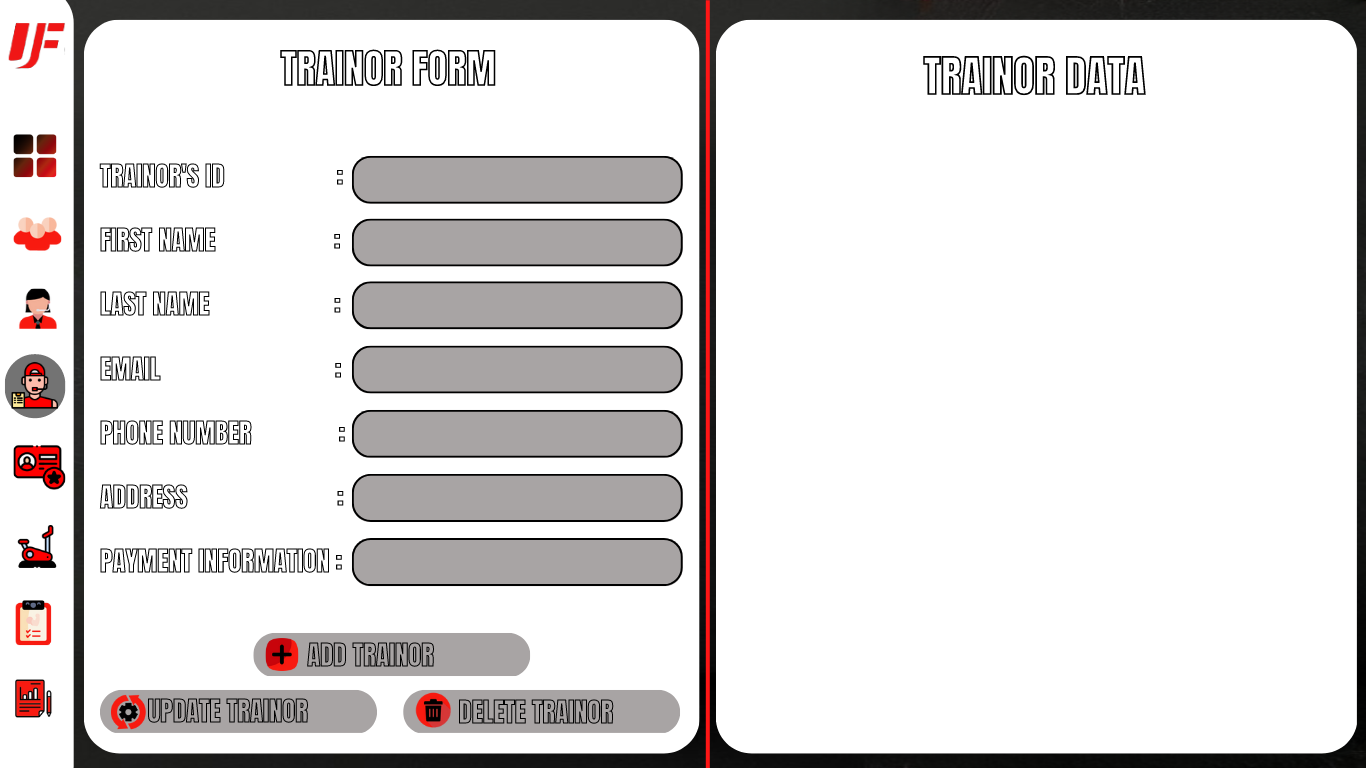 JF
TRAINOR FORM
TRAINOR'S ID :
FIRST NAME :
LAST NAME :
EMAIL :
PHONE NUMBER :
ADDRESS :
PAYMENT INFORMATION :
ADD TRAINOR
UPDATE TRAINOR
DELETE TRAINOR
TRAINOR DATA